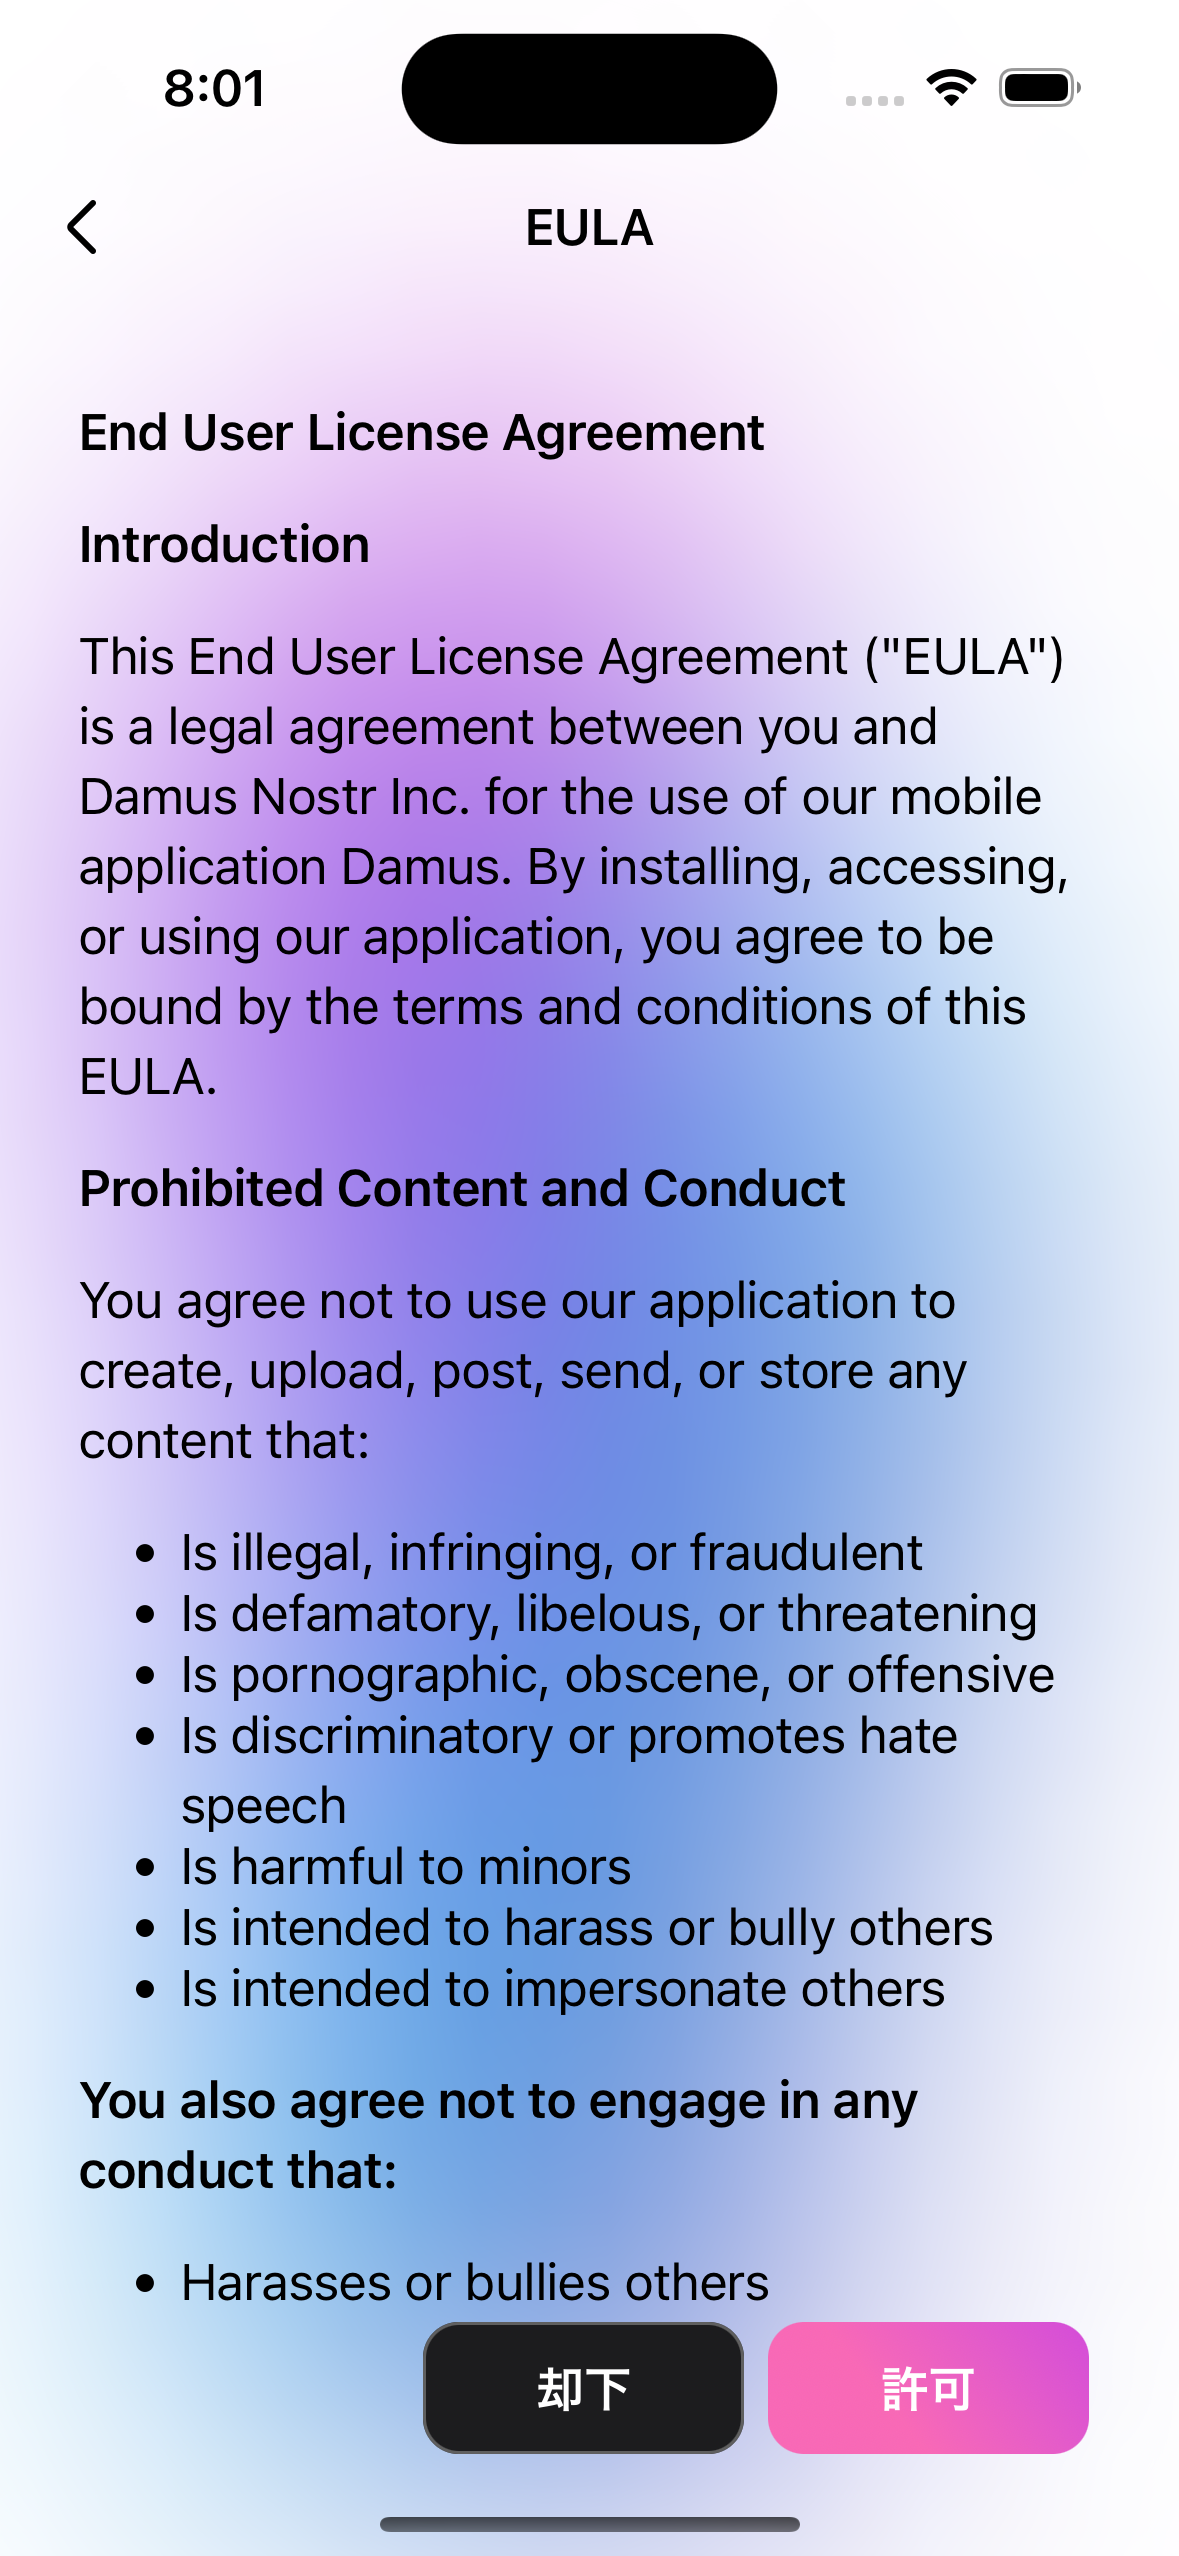 8:01
EULA
End User License Agreement
Introduction
This End User License Agreement ("EULA")
is a legal agreement between you and
Damus Nostr Inc. for the use of our mobile
application Damus. By installing, accessing,
or using our application, you agree to be
bound by the terms and conditions of this
EULA.
Prohibited Content and Conduct
You agree not to use our application to
create, upload, post, send, or store any
content that:
• Is illegal, infringing, or fraudulent
• Is defamatory, libelous, or threatening
• Is pornographic, obscene, or offensive
• Is discriminatory or promotes hate
speech
• Is harmful to minors
• Is intended to harass or bully others
• Is intended to impersonate others
You also agree not to engage in any
conduct that:
• Harasses or bullies others
却下
許可